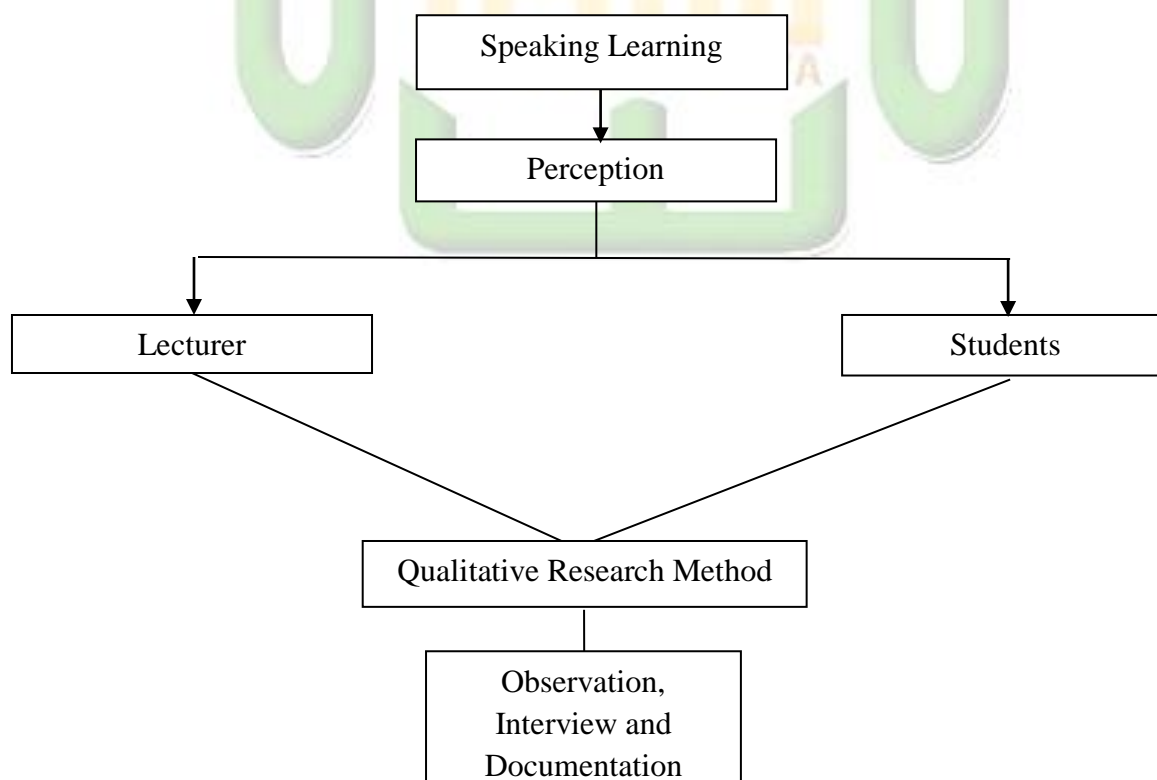 Speaking Learning
Perception
Lecturer
Students
Qualitative Research Method
Observation,
Interview and
Documentation